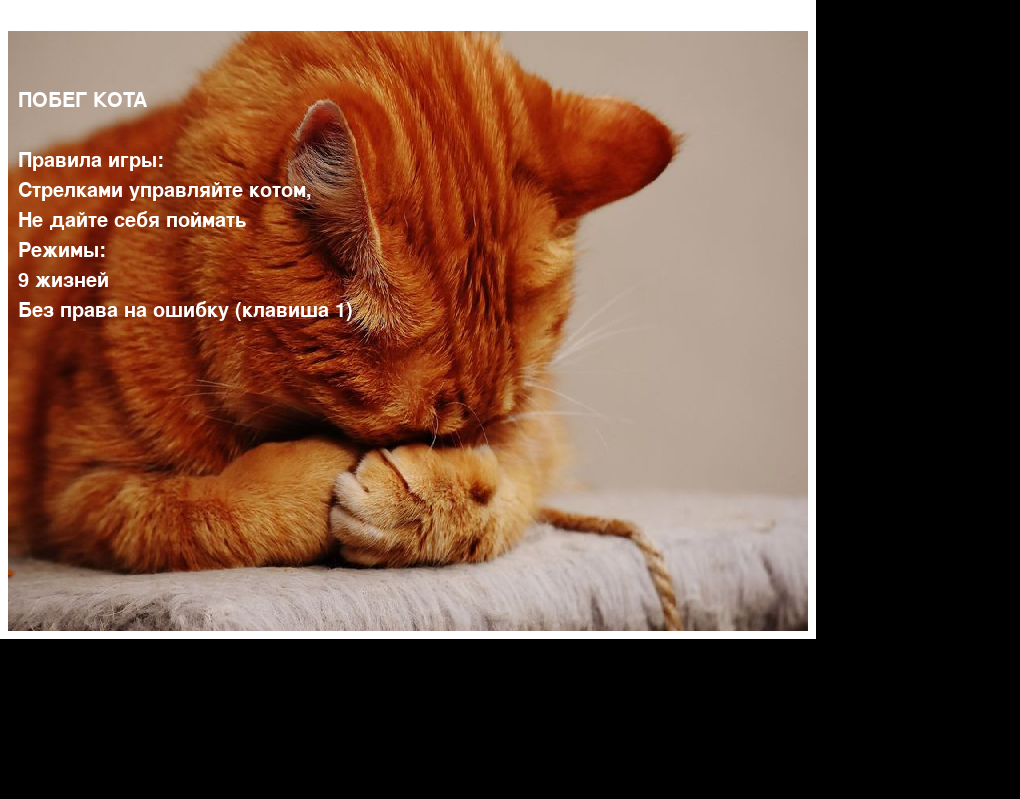 ПОБЕГ КОТА
Правила игры:
Стрелками управляйте котом,
Не дайте себя поймать
Режимы:
9 жизней
Без права на ошибку (клавиша 1)